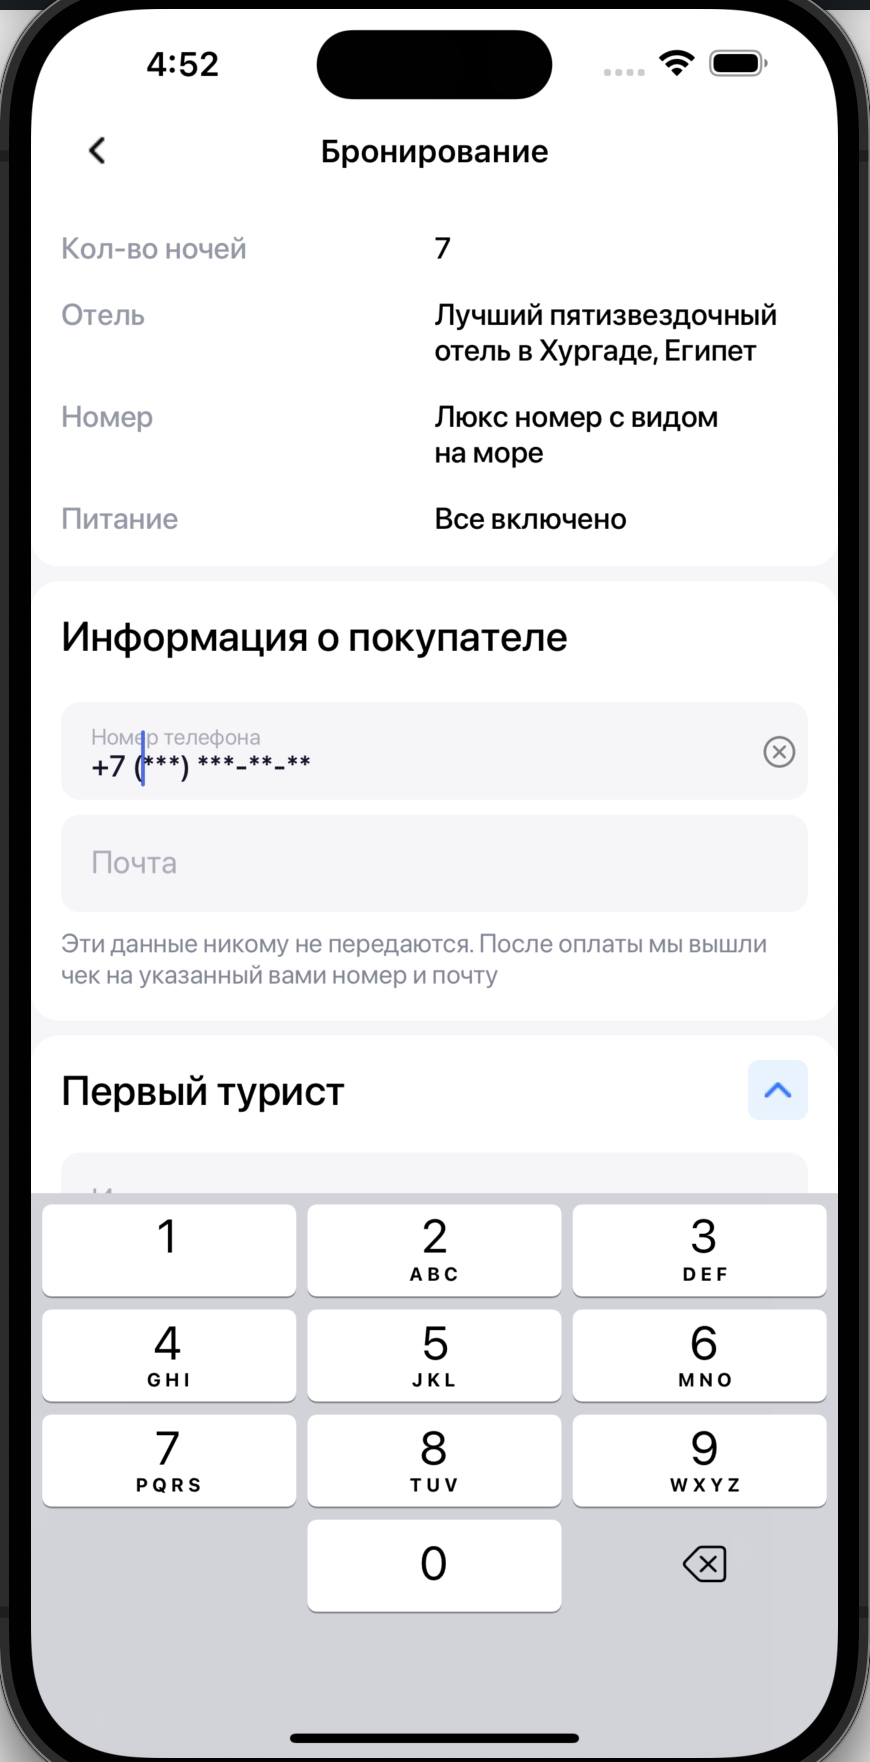 4:52
Бронирование
Кол-во ночей 7
Отель Лучший пятизвездочный
отель в Хургаде, Египет
Номер Люкс номер с видом
на море
Питание Все включено
Информация о покупателе
Номер телефона
+7 (***) ***-**-**
Почта
Эти данные никому не передаются. После оплаты мы вышли
чек на указанный вами номер и почту
Первый турист
1 2 3
ABC DEF
4 5 6
GHI JKL MNO
7 8 9
PQRS TUV WXYZ
0